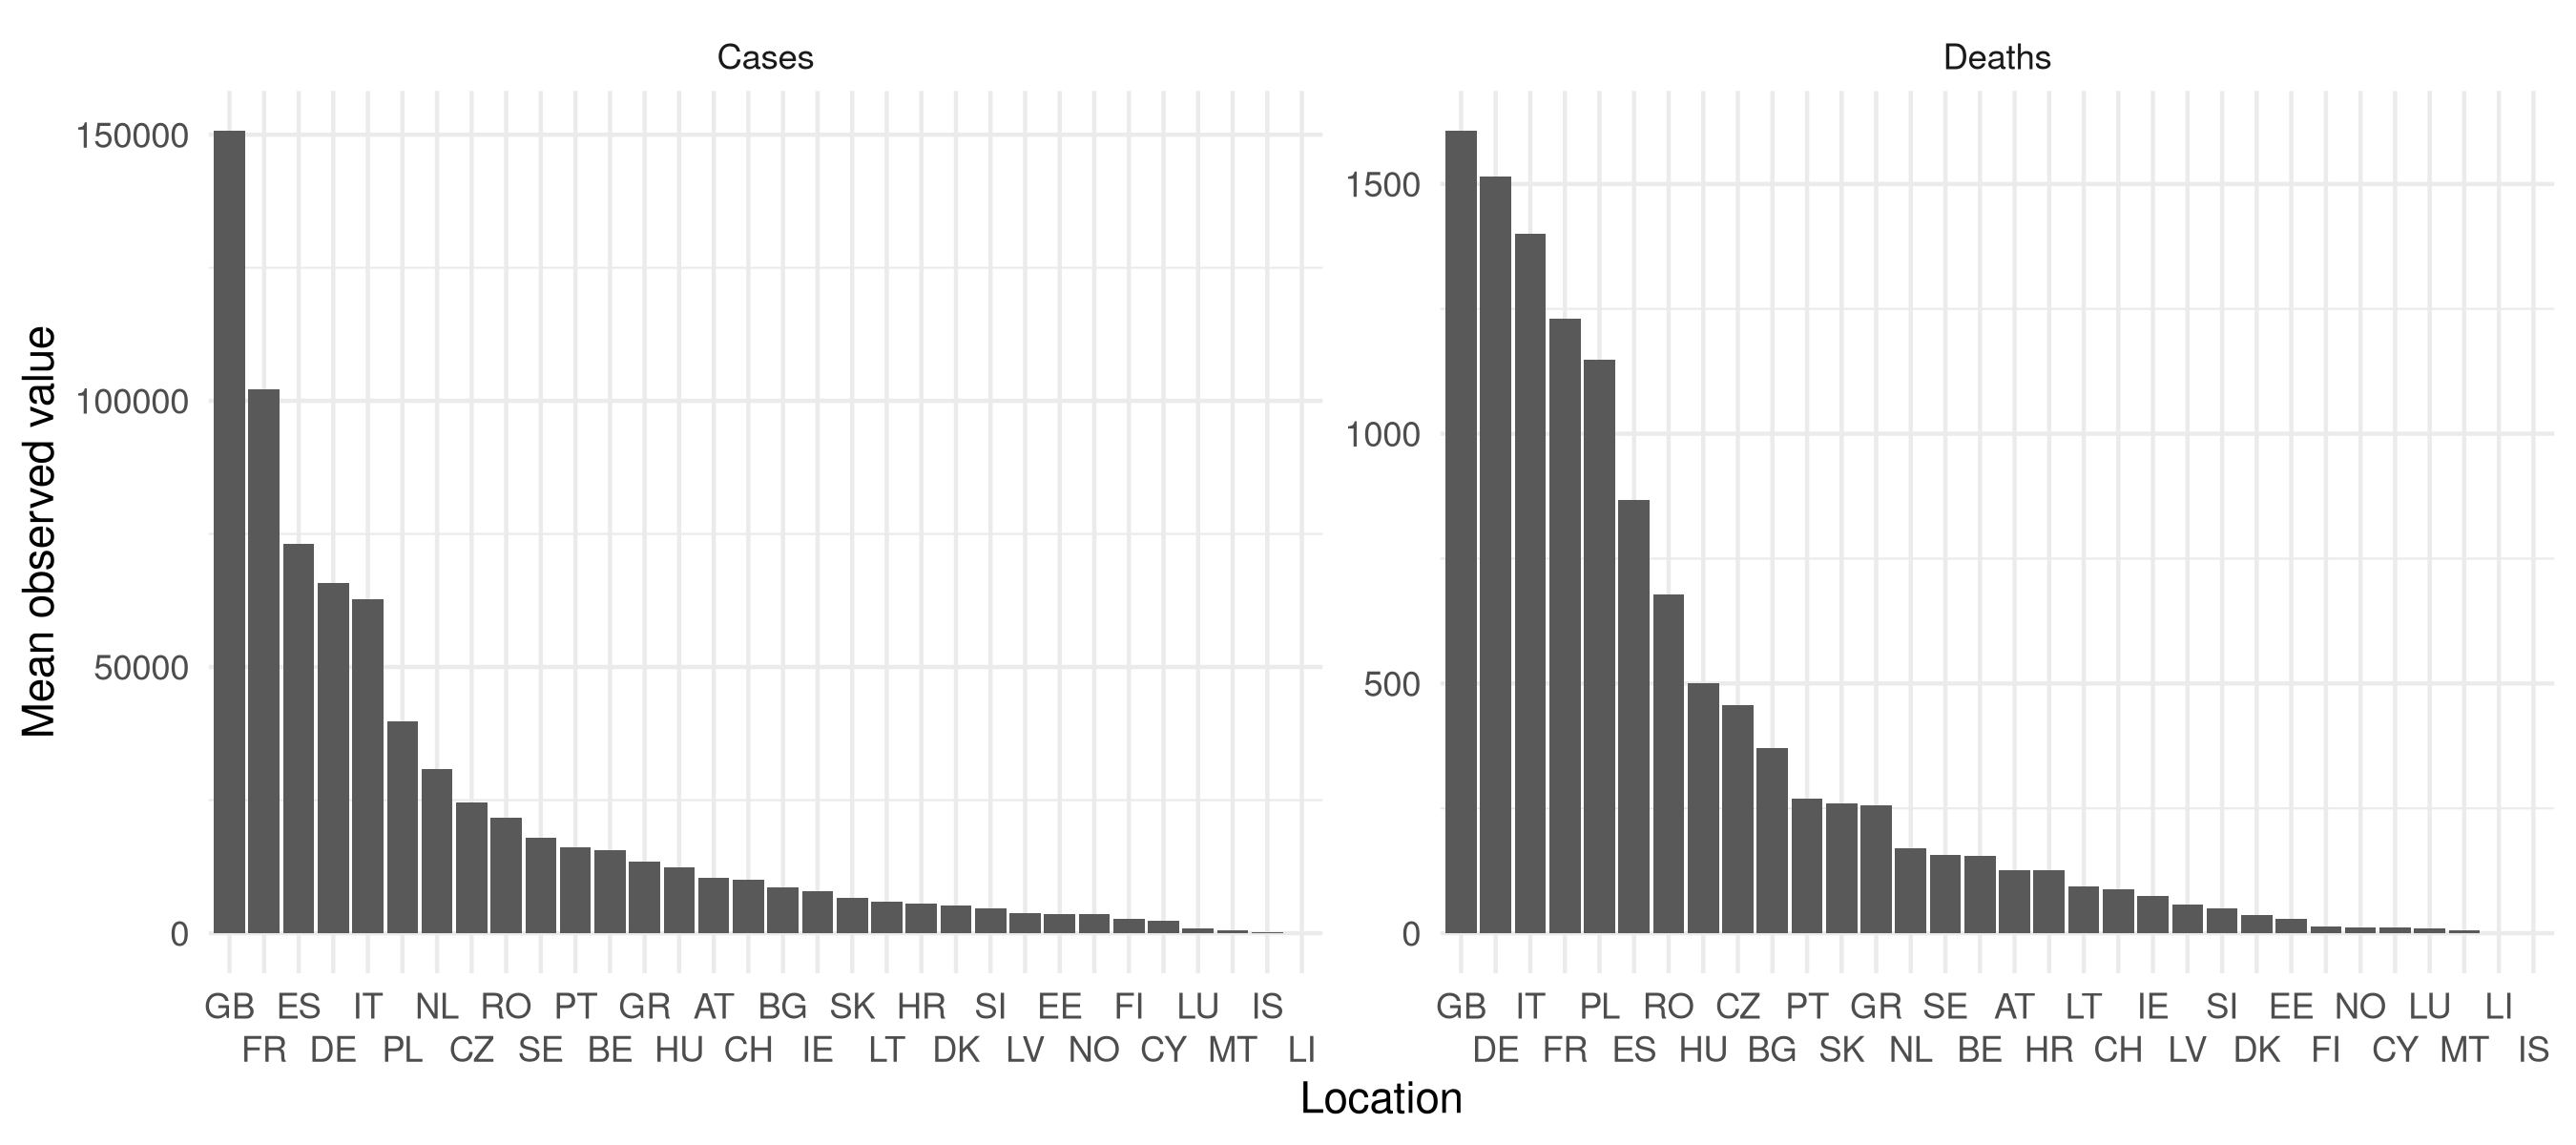 Cases
Deaths
Mean observed value
150000
100000
50000
0
1500
1000
500
0
GB ES IT NL RO PT GR AT BG SK HR SI EE FI LU IS
FR DE PL CZ SE BE HU CH IE LT DK LV NO CY MT LI
GB IT PL RO CZ PT GR SE AT LT IE SI EE NO LU LI
DE FR ES HU BG SK NL BE HR CH LV DK FI CY MT IS
Location